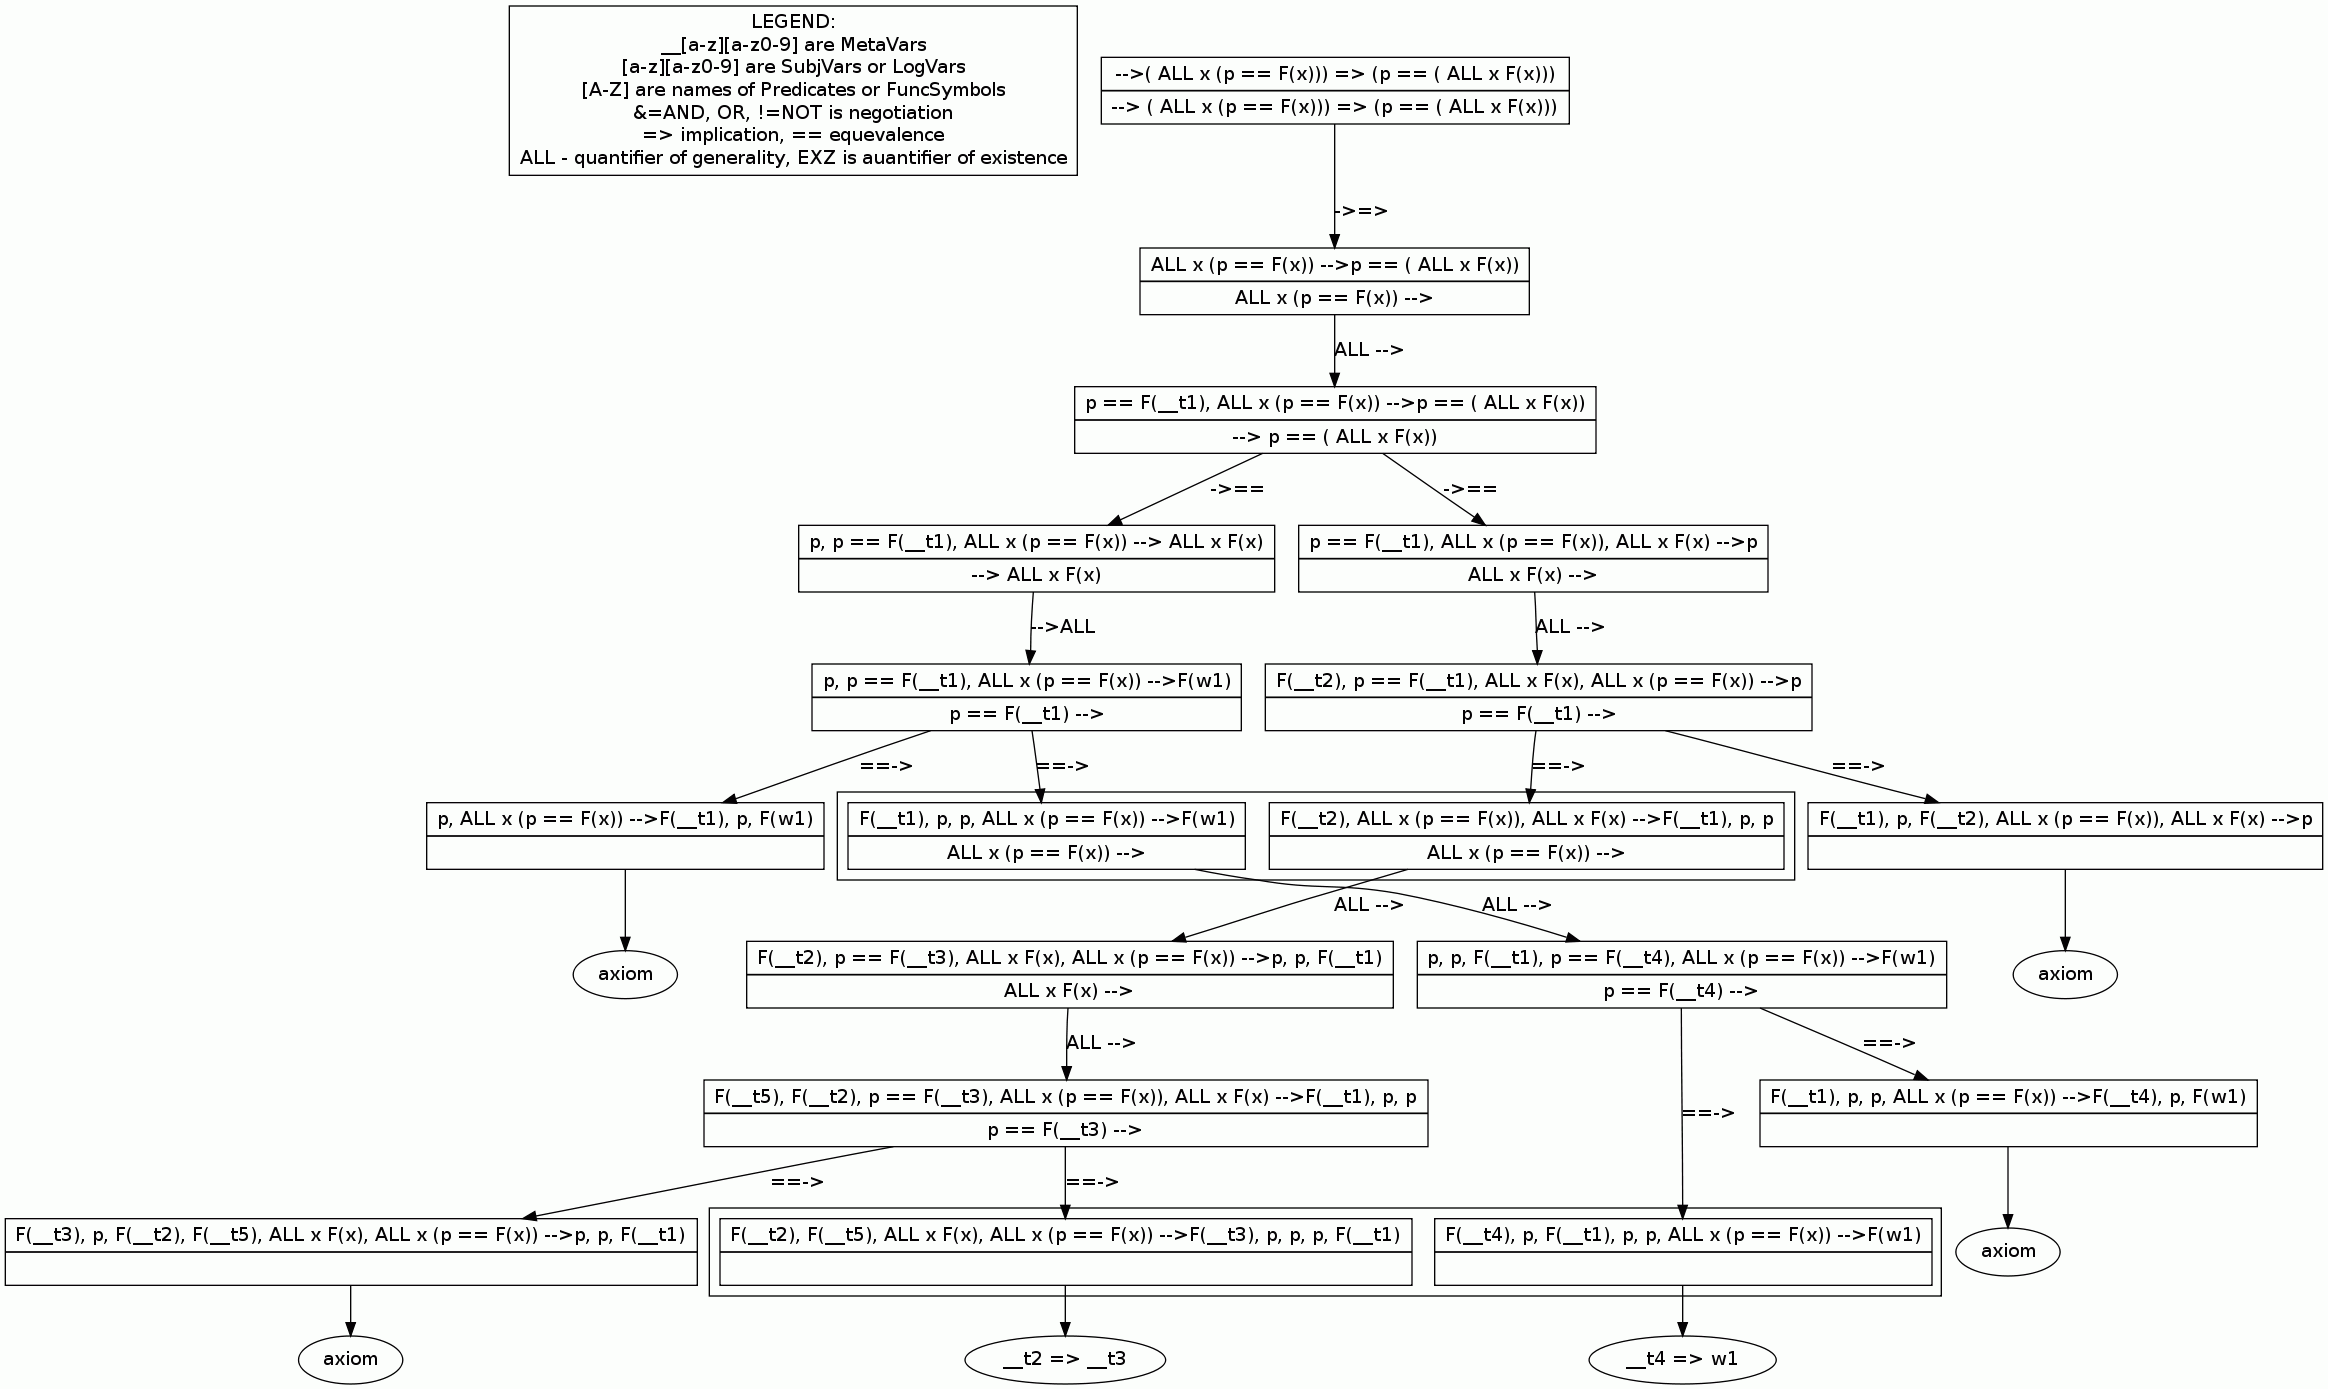 LEGEND:
__[a-z][a-z0-9] are MetaVars
[a-z][a-z0-9] are SubjVars or LogVars
[A-Z] are names of Predicates or FuncSymbols
&=AND, OR, !=NOT is negotiation
=> implication, == equevalence
ALL - quantifier of generality, EXZ is auantifier of existence
-->( ALL x (p == F(x))) => (p == ( ALL x F(x)))
--> ( ALL x (p == F(x))) => (p == ( ALL x F(x)))
->=>
ALL x (p == F(x)) -->p == ( ALL x F(x))
ALL x (p == F(x)) -->
ALL -->
p == F(__t1), ALL x (p == F(x)) -->p == ( ALL x F(x))
--> p == ( ALL x F(x))
->==
->==
p, p == F(__t1), ALL x (p == F(x)) --> ALL x F(x)
--> ALL x F(x)
p == F(__t1), ALL x (p == F(x)), ALL x F(x) -->p
ALL x F(x) -->
-->ALL
ALL -->
p, p == F(__t1), ALL x (p == F(x)) -->F(w1)
p == F(__t1) -->
F(__t2), p == F(__t1), ALL x F(x), ALL x (p == F(x)) -->p
p == F(__t1) -->
==->
==->
==->
==->
p, ALL x (p == F(x)) -->F(__t1), p, F(w1)
F(__t1), p, p, ALL x (p == F(x)) -->F(w1)
ALL x (p == F(x)) -->
F(__t2), ALL x (p == F(x)), ALL x F(x) -->F(__t1), p, p
ALL x (p == F(x)) -->
F(__t1), p, F(__t2), ALL x (p == F(x)), ALL x F(x) -->p
ALL -->
ALL -->
axiom
F(__t2), p == F(__t3), ALL x F(x), ALL x (p == F(x)) -->p, p, F(__t1)
ALL x F(x) -->
p, p, F(__t1), p == F(__t4), ALL x (p == F(x)) -->F(w1)
p == F(__t4) -->
axiom
ALL -->
==->
F(__t5), F(__t2), p == F(__t3), ALL x (p == F(x)), ALL x F(x) -->F(__t1), p, p
p == F(__t3) -->
==->
F(__t1), p, p, ALL x (p == F(x)) -->F(__t4), p, F(w1)
==->
==->
F(__t3), p, F(__t2), F(__t5), ALL x F(x), ALL x (p == F(x)) -->p, p, F(__t1)
F(__t2), F(__t5), ALL x F(x), ALL x (p == F(x)) -->F(__t3), p, p, p, F(__t1)
F(__t4), p, F(__t1), p, p, ALL x (p == F(x)) -->F(w1)
axiom
axiom
__t2 => __t3
__t4 => w1